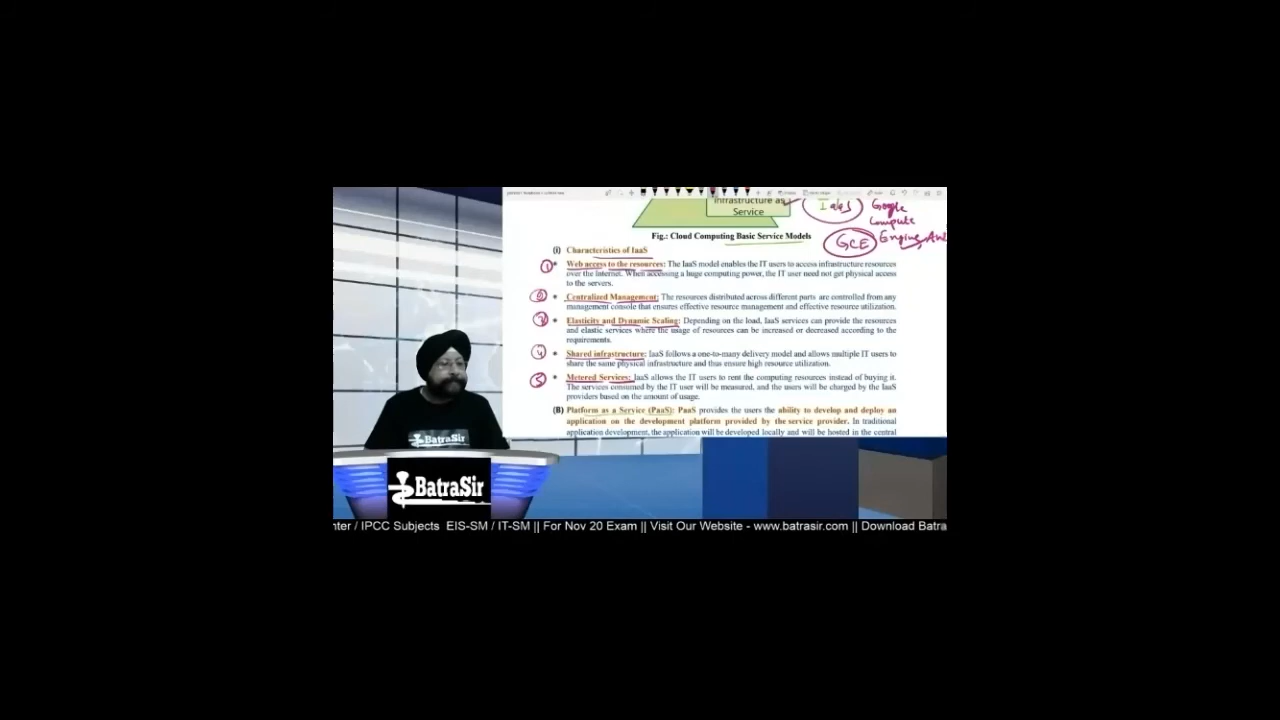 Infrastructure as
Service
IaaS
Google
Compute
Engine,
GCE
Fig.: Cloud Computing Basic Service Models
(i) Characteristics of IaaS
1 • Web access to the resources: The IaaS model enables the IT users to access infrastructure resources
over the Internet. When accessing a huge computing power, the IT user need not get physical access
to the servers.
2 • Centralized Management: The resources distributed across different parts are controlled from any
management console that ensures effective resource management and effective resource utilization.
3 • Elasticity and Dynamic Scaling: Depending on the load, IaaS services can provide the resources
and elastic services where the usage of resources can be increased or decreased according to the
requirements.
4 • Shared infrastructure: IaaS follows a one-to-many delivery model and allows multiple IT users to
share the same physical infrastructure and thus ensure high resource utilization.
5 • Metered Services: IaaS allows the IT users to rent the computing resources instead of buying it.
The services consumed by the IT user will be measured, and the users will be charged by the IaaS
providers based on the amount of usage.
(B) Platform as a Service (PaaS): PaaS provides the users the ability to develop and deploy an
application on the development platform provided by the service provider. In traditional
application development, the application will be developed locally and will be hosted in the central
BatraSir
BatraSir
nter / IPCC Subjects EIS-SM / IT-SM || For Nov 20 Exam || Visit Our Website - www.batrasir.com || Download Batra